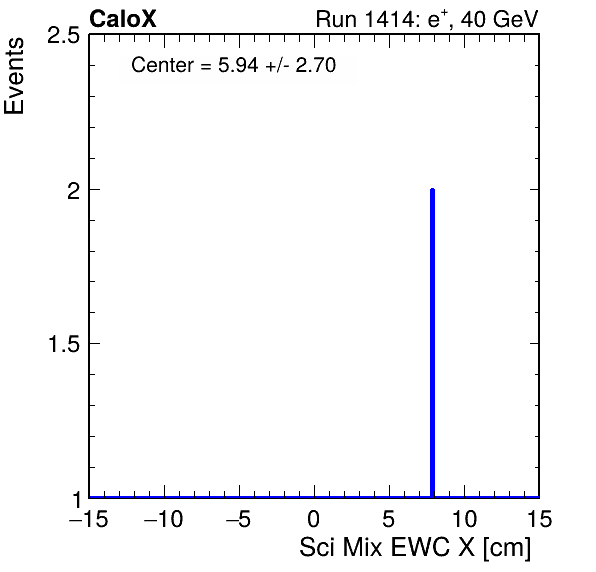 CaloX Run 1414: e⁺, 40 GeV
Center = 5.94 +/- 2.70
Events
2.5
2
1.5
1
−15 −10 −5 0 5 10 15
Sci Mix EWC X [cm]